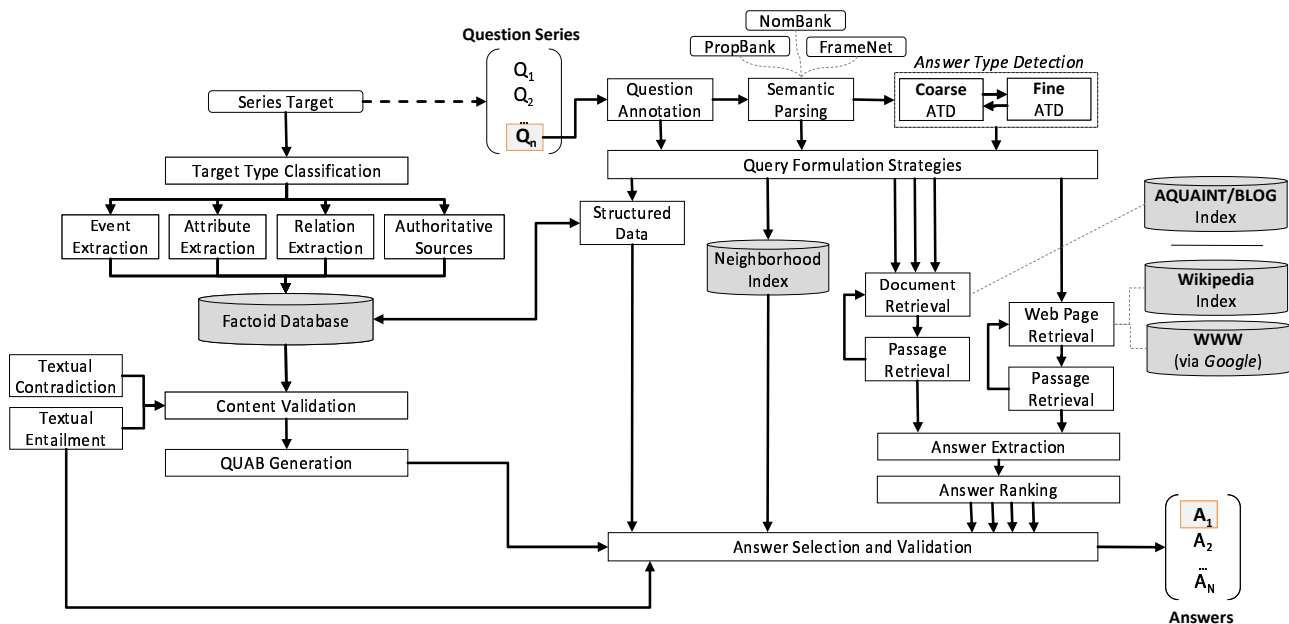 NomBank
PropBank
FrameNet
Question Series
Q1
Q2
...
Qn
Series Target
Question
Annotation
Semantic
Parsing
Answer Type Detection
Coarse
ATD
Fine
ATD
Target Type Classification
Query Formulation Strategies
Event
Extraction
Attribute
Extraction
Relation
Extraction
Authoritative
Sources
Structured
Data
Neighborhood
Index
Document
Retrieval
Passage
Retrieval
Web Page
Retrieval
Passage
Retrieval
AQUAINT/BLOG
Index
Wikipedia
Index
WWW
(via Google)
Factoid Database
Textual
Contradiction
Textual
Entailment
Content Validation
QUAB Generation
Answer Extraction
Answer Ranking
Answer Selection and Validation
A1
A2
...
AN
Answers